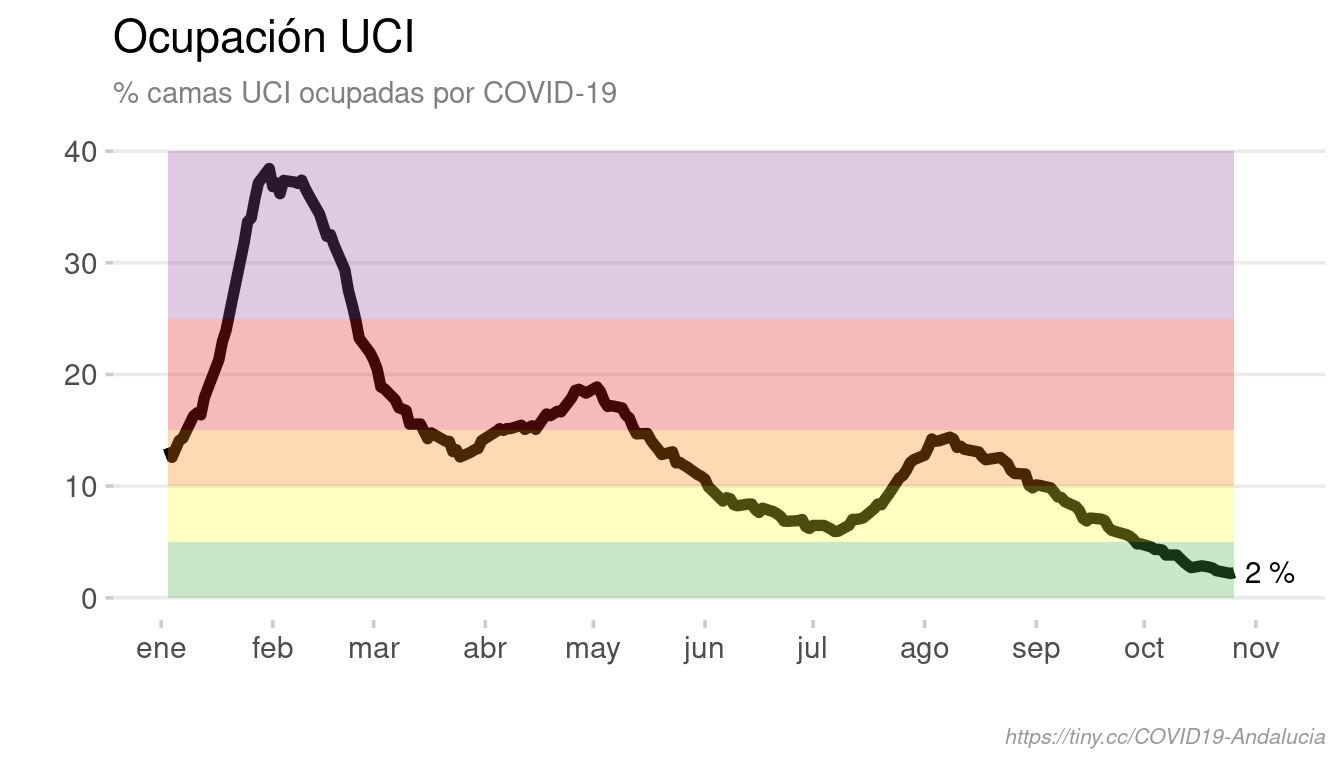 Ocupación UCI
% camas UCI ocupadas por COVID-19
40
30
20
10
0
2 %
ene feb mar abr may jun jul ago sep oct nov
https://tiny.cc/COVID19-Andalucia